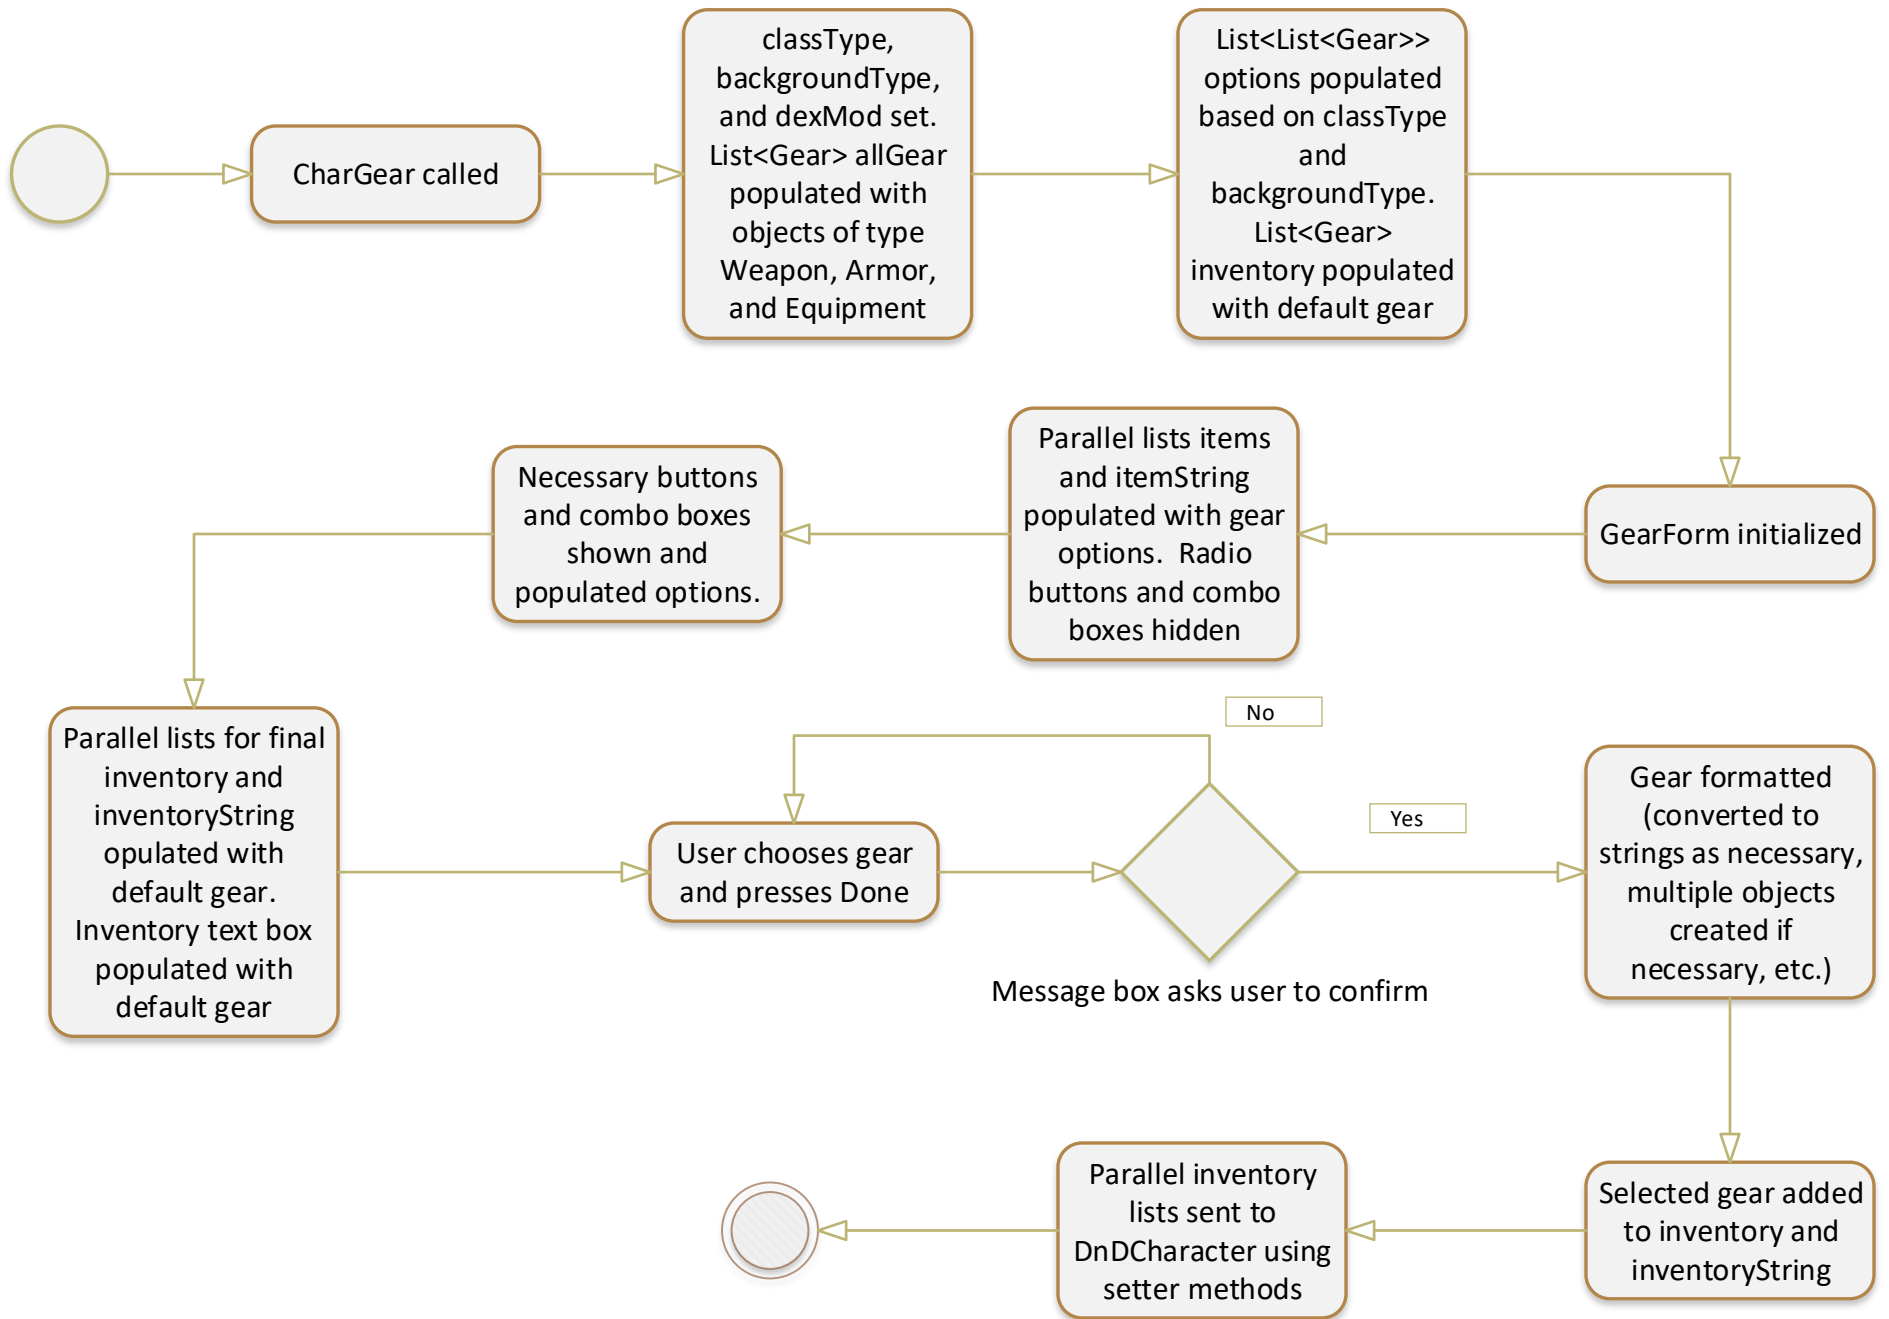 CharGear called
classType,
backgroundType,
and dexMod set.
List<Gear> allGear
populated with
objects of type
Weapon, Armor,
and Equipment
List<List<Gear>>
options populated
based on classType
and
backgroundType.
List<Gear>
inventory populated
with default gear
GearForm initialized
Parallel lists items
and itemString
populated with gear
options.  Radio
buttons and combo
boxes hidden
Necessary buttons
and combo boxes
shown and
populated options.
Parallel lists for final
inventory and
inventoryString
opulated with
default gear.
Inventory text box
populated with
default gear
User chooses gear
and presses Done
No
Yes
Message box asks user to confirm
Gear formatted
(converted to
strings as necessary,
multiple objects
created if
necessary, etc.)
Selected gear added
to inventory and
inventoryString
Parallel inventory
lists sent to
DnDCharacter using
setter methods